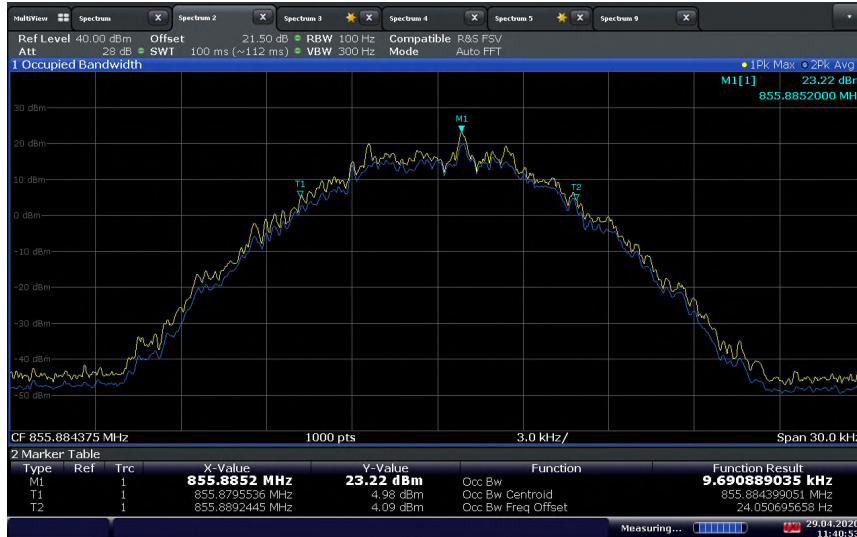 MultiView Spectrum X Spectrum 2 X Spectrum 3 X Spectrum 4 X Spectrum 5 X Spectrum 9 X
Ref Level 40.00 dBm Offset 21.50 dB RBW 100 Hz Compatible R&S FSV
Att 28 dB SWT 100 ms (~112 ms) VBW 300 Hz Mode Auto FFT
1 Occupied Bandwidth 1Pk Max 2Pk Avg
M1[1] 23.22 dBm
855.8852000 MH
30 dBm
M1
20 dBm
10 dBm
T1
T2
0 dBm
-10 dBm
-20 dBm
-30 dBm
-40 dBm
-50 dBm
CF 855.884375 MHz 1000 pts 3.0 kHz/ Span 30.0 kHz
2 Marker Table
Type Ref Trc X-Value Y-Value Function Function Result
M1 1 855.8852 MHz 23.22 dBm Occ Bw 9.690889035 kHz
T1 1 855.8795536 MHz 4.98 dBm Occ Bw Centroid 855.884399051 MHz
T2 1 855.8892445 MHz 4.09 dBm Occ Bw Freq Offset 24.050695658 Hz
Measuring... 29.04.2020
11:40:53